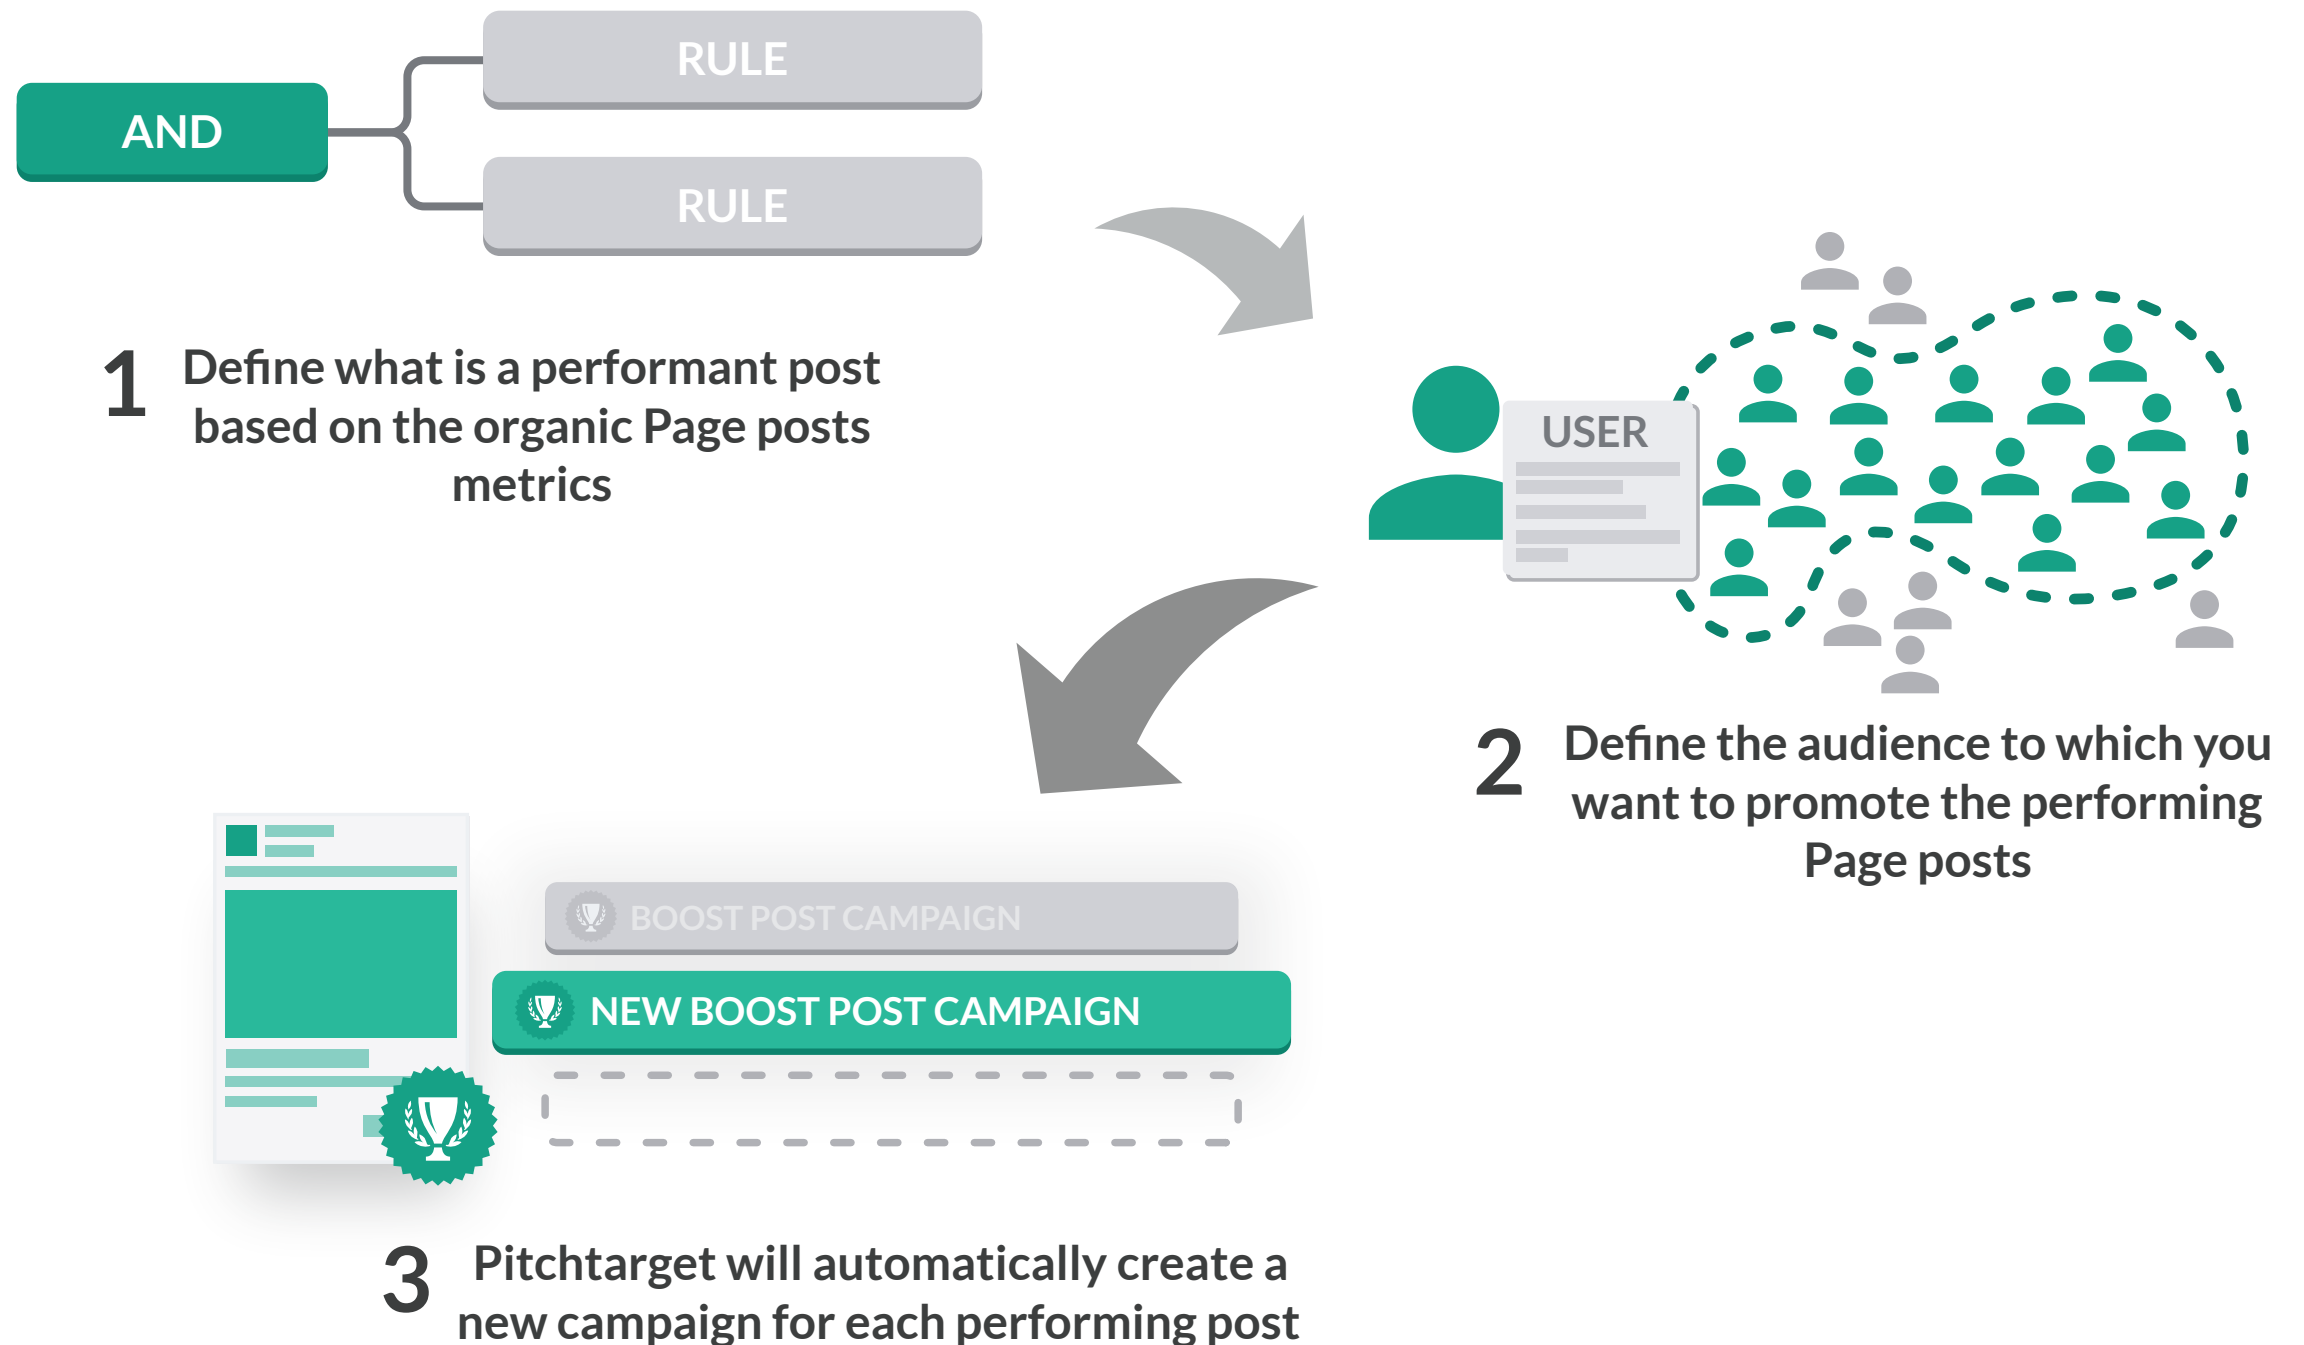 AND
RULE
RULE
1
Define what is a performant post
based on the organic Page posts
metrics
USER
2
Define the audience to which you
want to promote the performing
Page posts
BOOST POST CAMPAIGN
NEW BOOST POST CAMPAIGN
3
Pitchtarget will automatically create a
new campaign for each performing post